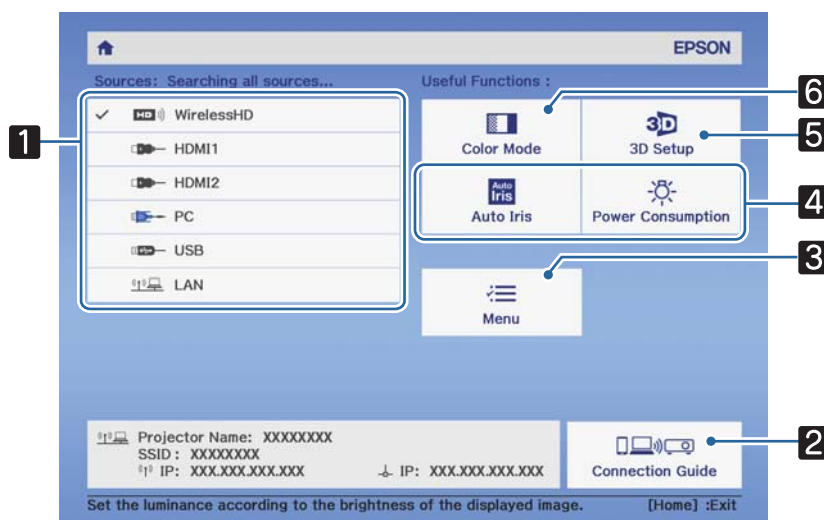 EPSON
Sources: Searching all sources...
WirelessHD
HDMI1
HDMI2
PC
USB
LAN
Useful Functions :
Color Mode
3D
3D Setup
Auto
Iris
Auto Iris
Power Consumption
Menu
Projector Name: XXXXXXXX
SSID : XXXXXXXX
IP: XXX.XXX.XXX.XXX IP: XXX.XXX.XXX.XXX
Connection Guide
Set the luminance according to the brightness of the displayed image. [Home] :Exit
1
6
5
4
3
2
HD